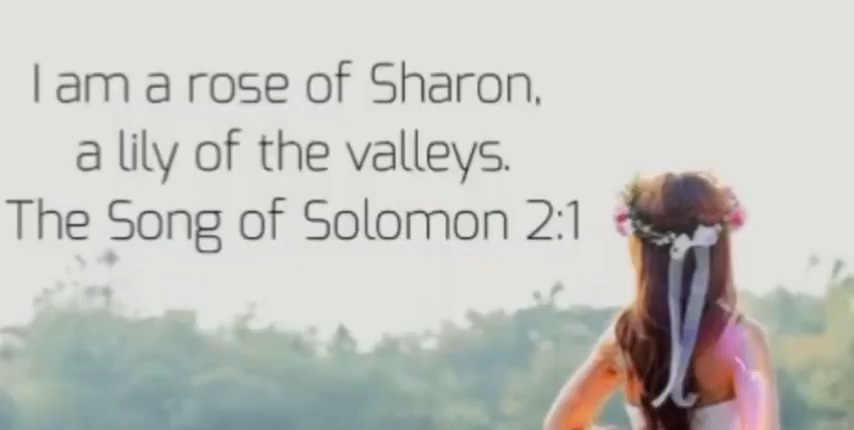 I am a rose of Sharon,
a lily of the valleys.
The Song of Solomon 2:1